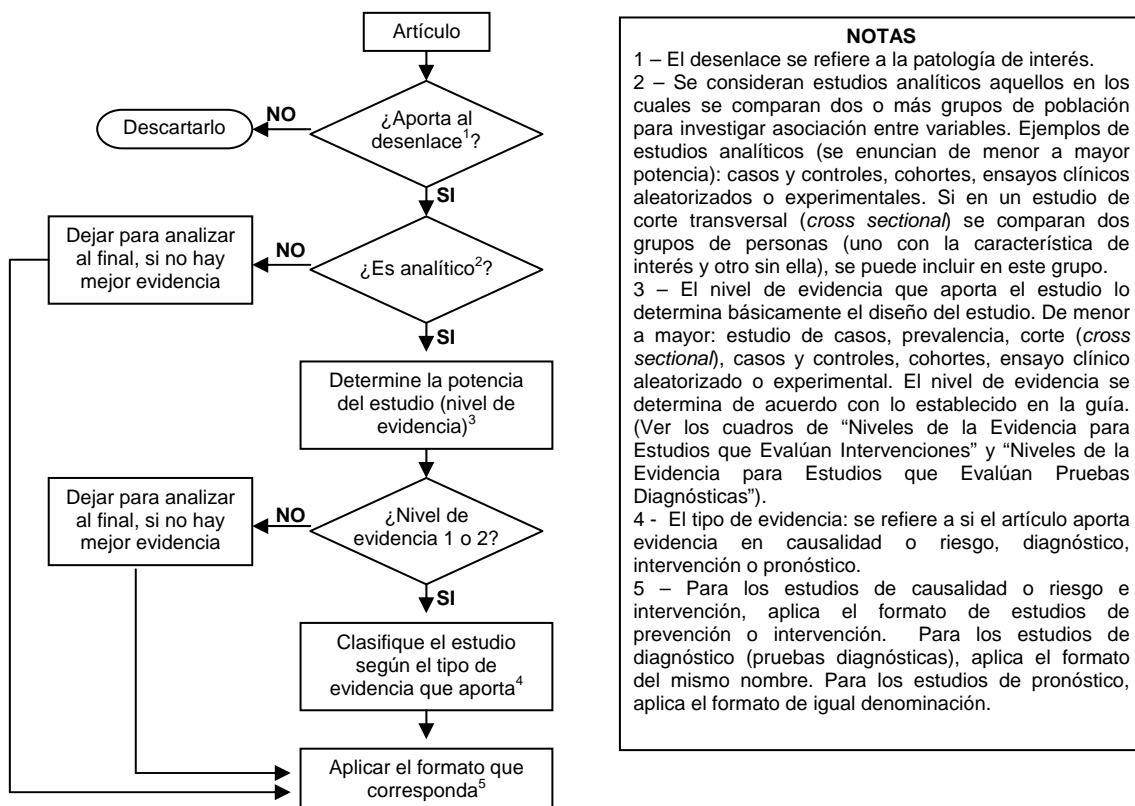 Artículo
¿Aporta al
desenlace1?
NO
Descartarlo
SI
¿Es analítico2?
NO
Dejar para analizar
al final, si no hay
mejor evidencia
SI
Determine la potencia
del estudio (nivel de
evidencia)3
¿Nivel de
evidencia 1 o 2?
NO
Dejar para analizar
al final, si no hay
mejor evidencia
SI
Clasifique el estudio
según el tipo de
evidencia que aporta4
Aplicar el formato que
corresponda5
NOTAS
1 – El desenlace se refiere a la patología de interés.
2 – Se consideran estudios analíticos aquellos en los
cuales se comparan dos o más grupos de población
para investigar asociación entre variables. Ejemplos de
estudios analíticos (se enuncian de menor a mayor
potencia): casos y controles, cohortes, ensayos clínicos
aleatorizados o experimentales. Si en un estudio de
corte transversal (cross sectional) se comparan dos
grupos de personas (uno con la característica de
interés y otro sin ella), se puede incluir en este grupo.
3 – El nivel de evidencia que aporta el estudio lo
determina básicamente el diseño del estudio. De menor
a mayor: estudio de casos, prevalencia, corte (cross
sectional), casos y controles, cohortes, ensayo clínico
aleatorizado o experimental. El nivel de evidencia se
determina de acuerdo con lo establecido en la guía.
(Ver los cuadros de “Niveles de la Evidencia para
Estudios que Evalúan Intervenciones” y “Niveles de la
Evidencia para Estudios que Evalúan Pruebas
Diagnósticas”).
4 - El tipo de evidencia: se refiere a si el artículo aporta
evidencia en causalidad o riesgo, diagnóstico,
intervención o pronóstico.
5 – Para los estudios de causalidad o riesgo e
intervención, aplica el formato de estudios de
prevención o intervención. Para los estudios de
diagnóstico (pruebas diagnósticas), aplica el formato
del mismo nombre. Para los estudios de pronóstico,
aplica el formato de igual denominación.